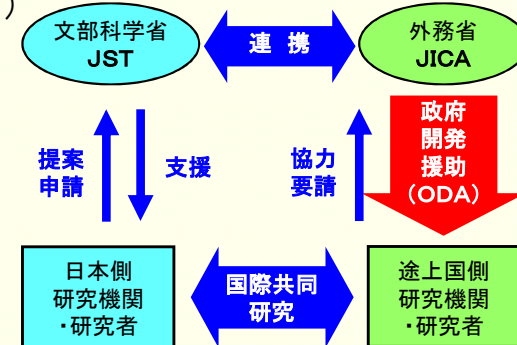 )
文部科学省
JST
連 携
外務省
JICA
提案
申請
支援
協力
要請
政府
開発
援助
（ODA）
日本側
研究機関
・研究者
国際共同
研究
途上国側
研究機関
・研究者